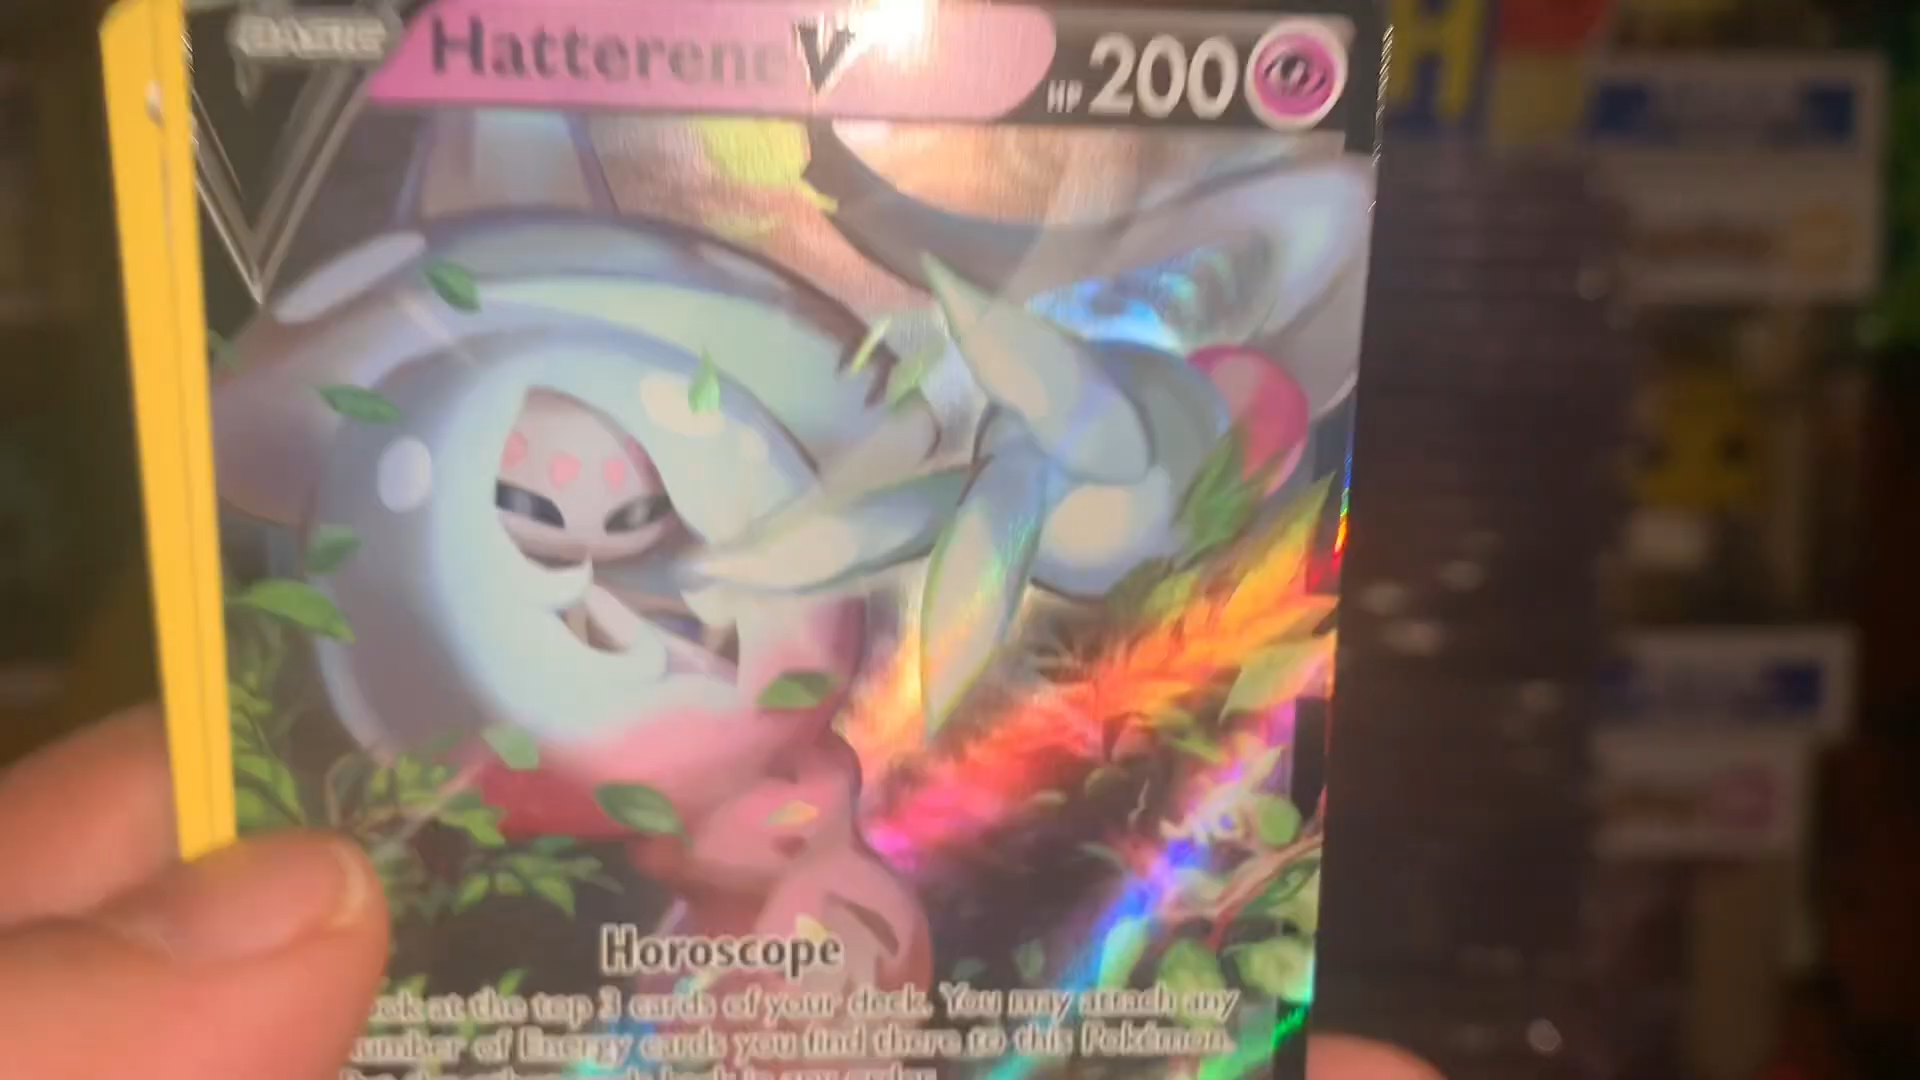 BASIC Hatterene V HP 200
Horoscope
ook at the top 3 cards of your deck. You may attach any
umber of Energy cards you find there to this Pokémon.